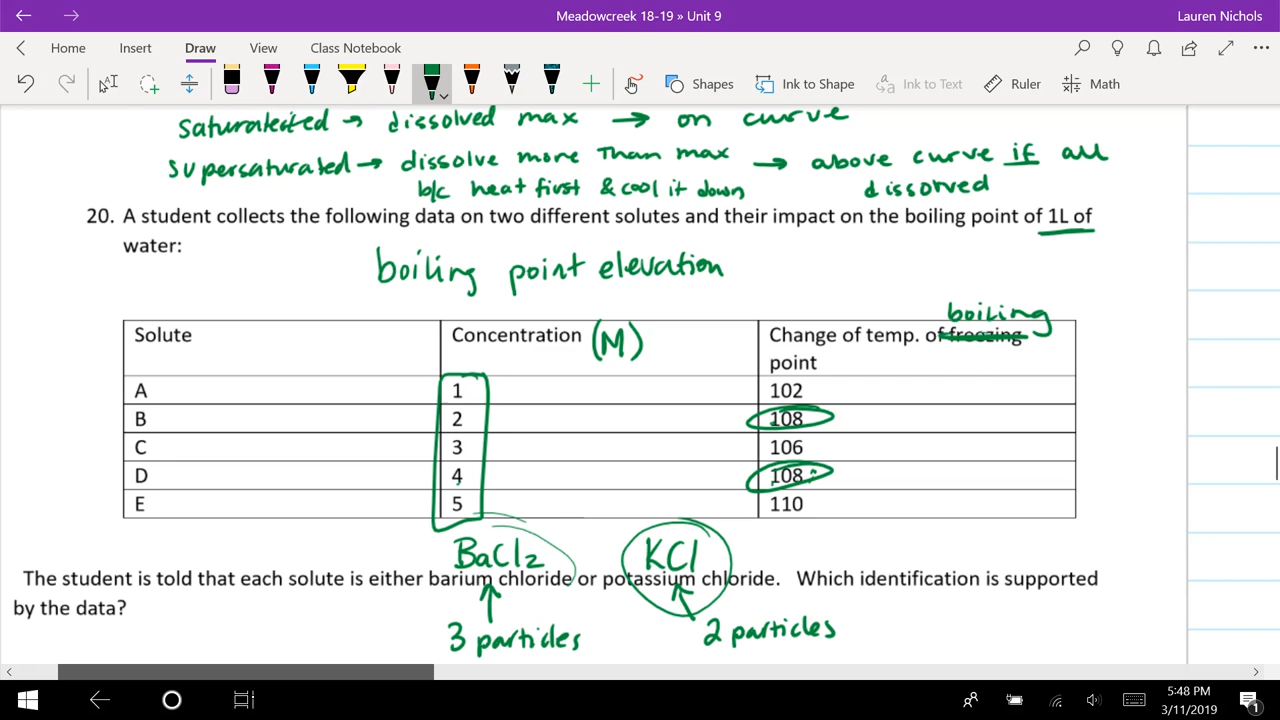 Meadowcreek 18-19 » Unit 9
Lauren Nichols
Home Insert Draw View Class Notebook
Shapes Ink to Shape Ink to Text Ruler Math
saturated → dissolved max → on curve
supersaturated → dissolve more than max → above curve if all
b/c heat first & cool it down dissolved
20. A student collects the following data on two different solutes and their impact on the boiling point of 1L of
water:
boiling point elevation
boiling
Solute Concentration (M) Change of temp. of freezing
point
A 1 102
B 2 108
C 3 106
D 4 108
E 5 110
BaCl2 KCl
The student is told that each solute is either barium chloride or potassium chloride. Which identification is supported
by the data?
3 particles 2 particles
5:48 PM
3/11/2019
1